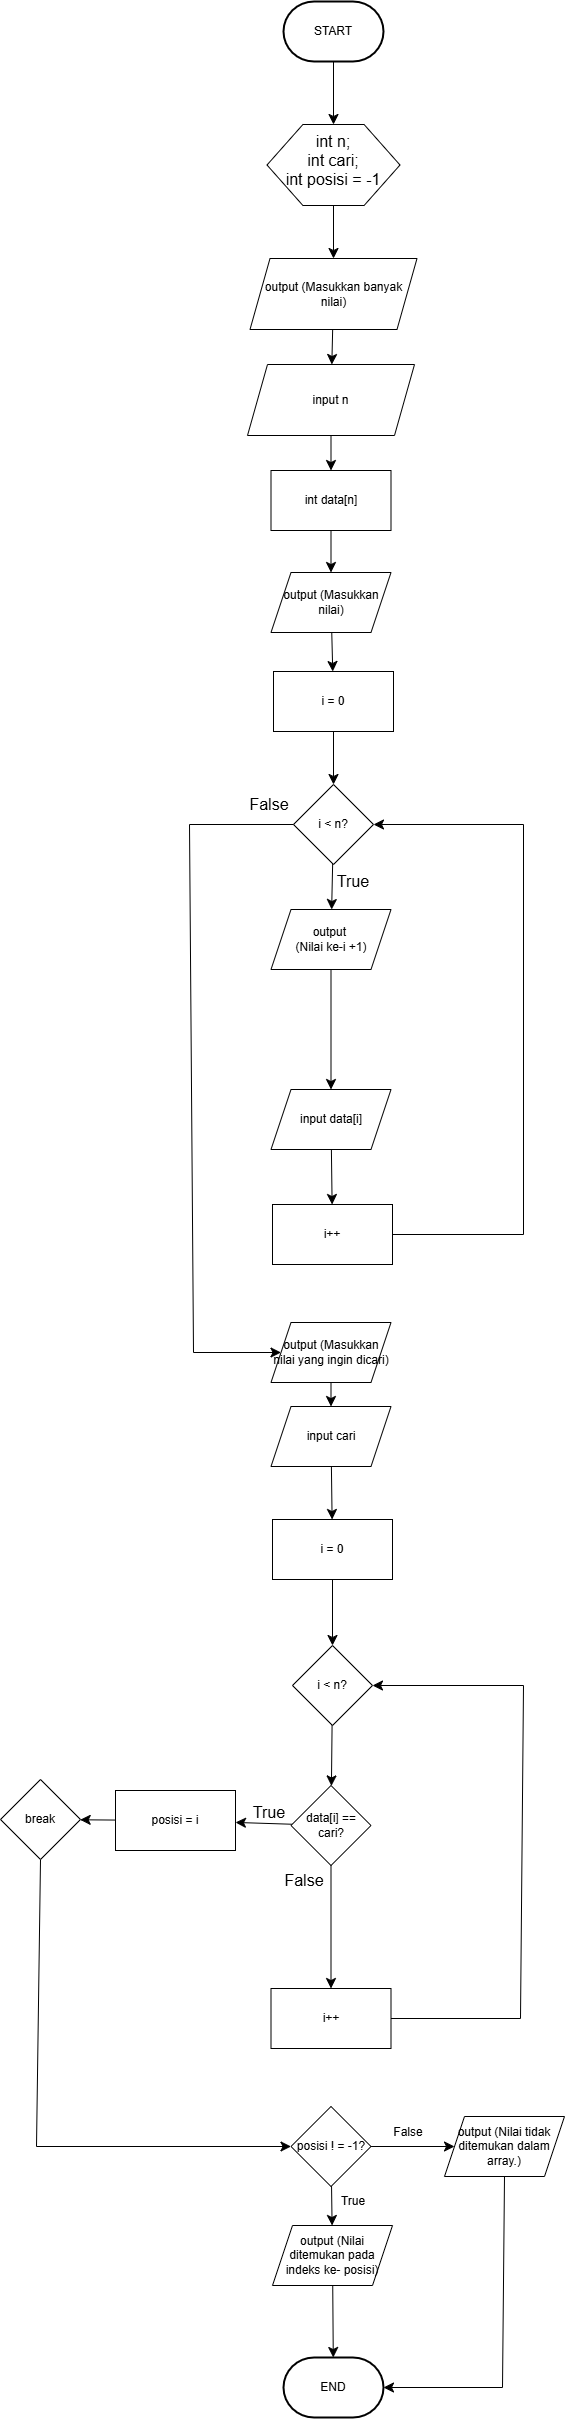 START
int n;
int cari;
int posisi = -1
output (Masukkan banyak
nilai)
input n
int data[n]
output (Masukkan
nilai)
i = 0
False
i < n?
True
output
(Nilai ke-i +1)
input data[i]
i++
output (Masukkan
nilai yang ingin dicari)
input cari
i = 0
i < n?
data[i] ==
cari?
True
posisi = i
break
False
i++
posisi ! = -1?
False
output (Nilai tidak
ditemukan dalam
array.)
True
output (Nilai
ditemukan pada
indeks ke- posisi)
END